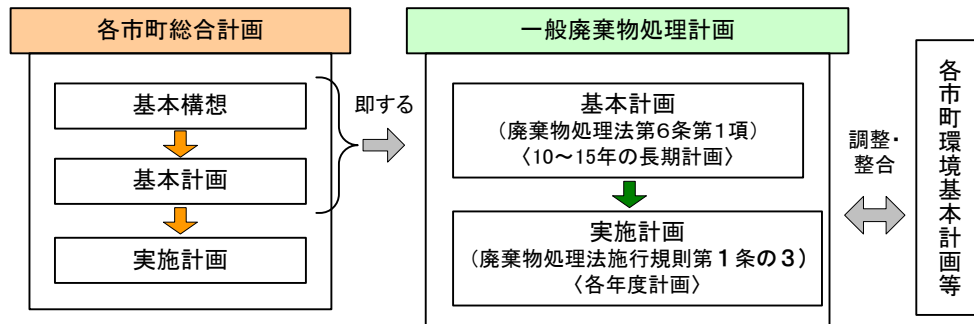 各市町総合計画
基本構想
基本計画
実施計画
即する
一般廃棄物処理計画
基本計画
（廃棄物処理法第６条第１項）
〈10～15年の長期計画〉
実施計画
（廃棄物処理法施行規則第１条の３）
〈各年度計画〉
調整・
整合
各市町環境基本計画等